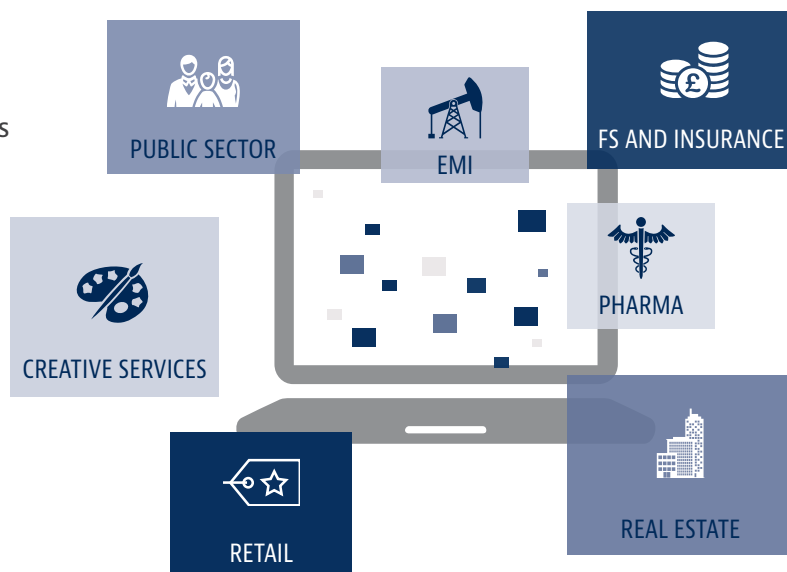 s
PUBLIC SECTOR
EMI
£
FS AND INSURANCE
PHARMA
CREATIVE SERVICES
REAL ESTATE
RETAIL